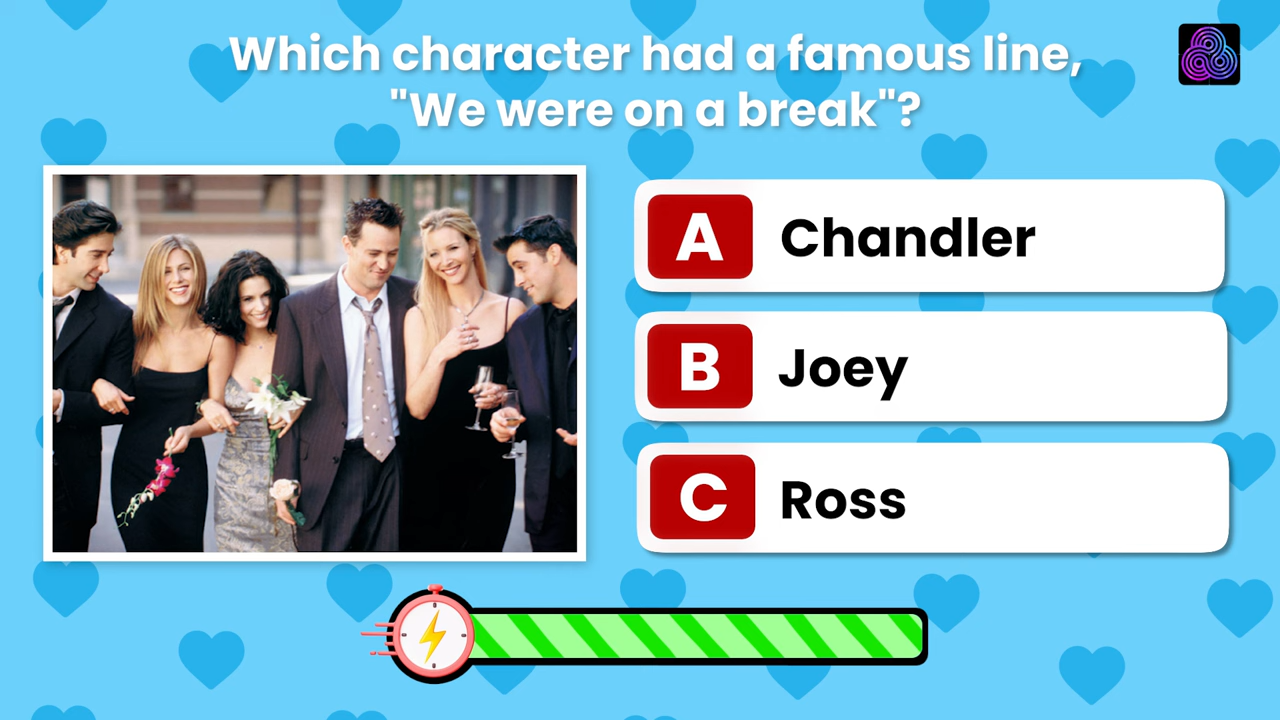 Which character had a famous line,
"We were on a break"?
A Chandler
B Joey
C Ross